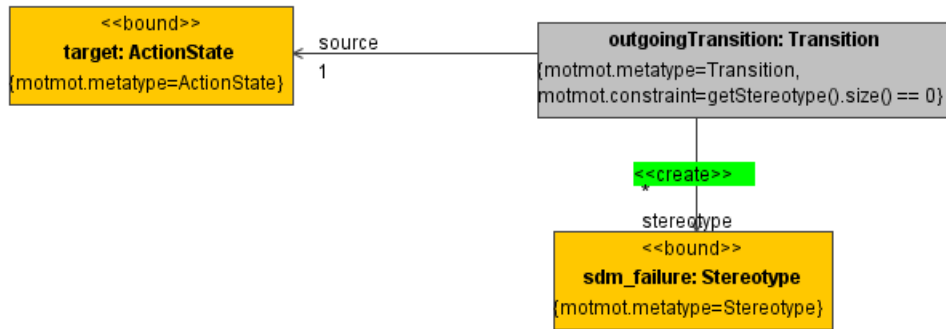 <<bound>>
target: ActionState
{motmot.metatype=ActionState}
source
1
outgoingTransition: Transition
{motmot.metatype=Transition,
motmot.constraint=getStereotype().size() == 0}
<<create>>
*
stereotype
<<bound>>
sdm_failure: Stereotype
{motmot.metatype=Stereotype}